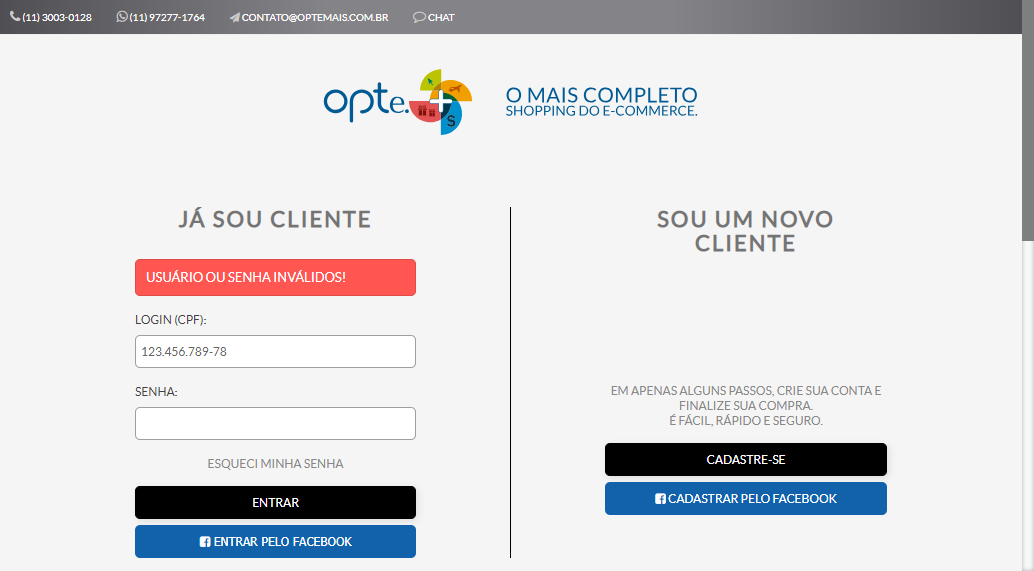 (11) 3003-0128 (11) 97277-1764 CONTATO@OPTEMAIS.COM.BR CHAT
opte.
$
O MAIS COMPLETO
SHOPPING DO E-COMMERCE.
JÁ SOU CLIENTE
USUÁRIO OU SENHA INVÁLIDOS!
LOGIN (CPF):
123.456.789-78
SENHA:
ESQUECI MINHA SENHA
ENTRAR
ENTRAR PELO FACEBOOK
SOU UM NOVO
CLIENTE
EM APENAS ALGUNS PASSOS, CRIE SUA CONTA E
FINALIZE SUA COMPRA.
É FÁCIL, RÁPIDO E SEGURO.
CADASTRE-SE
CADASTRAR PELO FACEBOOK